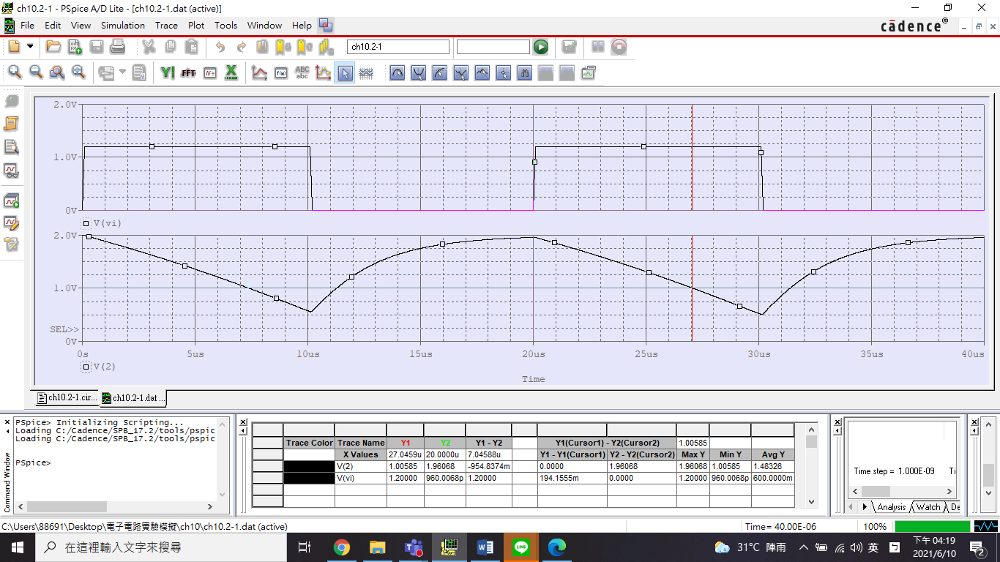 ch10.2-1 - PSpice A/D Lite - [ch10.2-1.dat (active)]
File Edit View Simulation Trace Plot Tools Window Help
cādence®
ch10.2-1
FFT
ABC
abc
2.0V
1.0V
0V
V(vi)
2.0V
1.0V
SEL>>
0V
0s 5us 10us 15us 20us 25us 30us 35us 40us
V(2)
Time
ch10.2-1.cir... ch10.2-1.dat ...
Command Window
PSpice> Initializing Scripting...
Loading C:/Cadence/SPB_17.2/tools/pspic
Loading C:/Cadence/SPB_17.2/tools/pspic
PSpice>
Trace Color Trace Name Y1 Y2 Y1 - Y2 Y1(Cursor1) - Y2(Cursor2) 1.00585
X Values 27.0459u 20.0000u 7.04588u Y1 - Y1(Cursor1) Y2 - Y2(Cursor2) Max Y Min Y Avg Y
V(2) 1.00585 1.96068 -954.8374m 0.0000 1.96068 1.96068 1.00585 1.48326
V(vi) 1.20000 960.0068p 1.20000 194.1555m 0.0000 1.20000 960.0068p 600.0000m
Time step = 1.000E-09 Ti
Analysis Watch De
C:\Users\88691\Desktop\電子電路實驗模擬\ch10\ch10.2-1.dat (active)
Time= 40.00E-06 100%
在這裡輸入文字來搜尋
LINE
31°C 陣雨
英
下午 04:19
2021/6/10
2